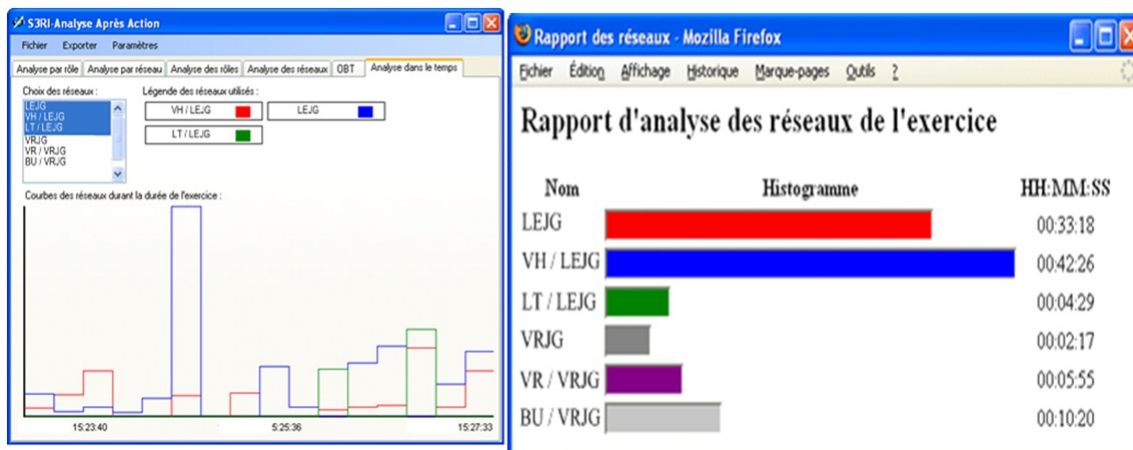 S3RI-Analyse Après Action
Fichier Exporter Paramètres
Analyse par rôle Analyse par réseau Analyse des rôles Analyse des réseaux OBT Analyse dans le temps
Choix des réseaux :
LEJG
VH / LEJG
LT / LEJG
VRJG
VR / VRJG
BU / VRJG
Légende des réseaux utilisés :
VH / LEJG LEJG
LT / LEJG
Courbes des réseaux durant la durée de l'exercice :
15:23:40 5:25:36 15:27:33
Rapport des réseaux - Mozilla Firefox
Fichier Édition Affichage Historique Marque-pages Outils ?
Rapport d'analyse des réseaux de l'exercice
Nom Histogramme HH:MM:SS
LEJG 00:33:18
VH / LEJG 00:42:26
LT / LEJG 00:04:29
VRJG 00:02:17
VR / VRJG 00:05:55
BU / VRJG 00:10:20